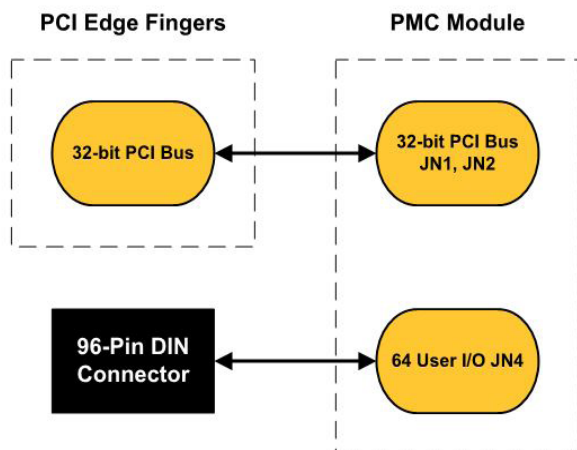 PCI Edge Fingers
PMC Module
32-bit PCI Bus
32-bit PCI Bus
JN1, JN2
96-Pin DIN
Connector
64 User I/O JN4